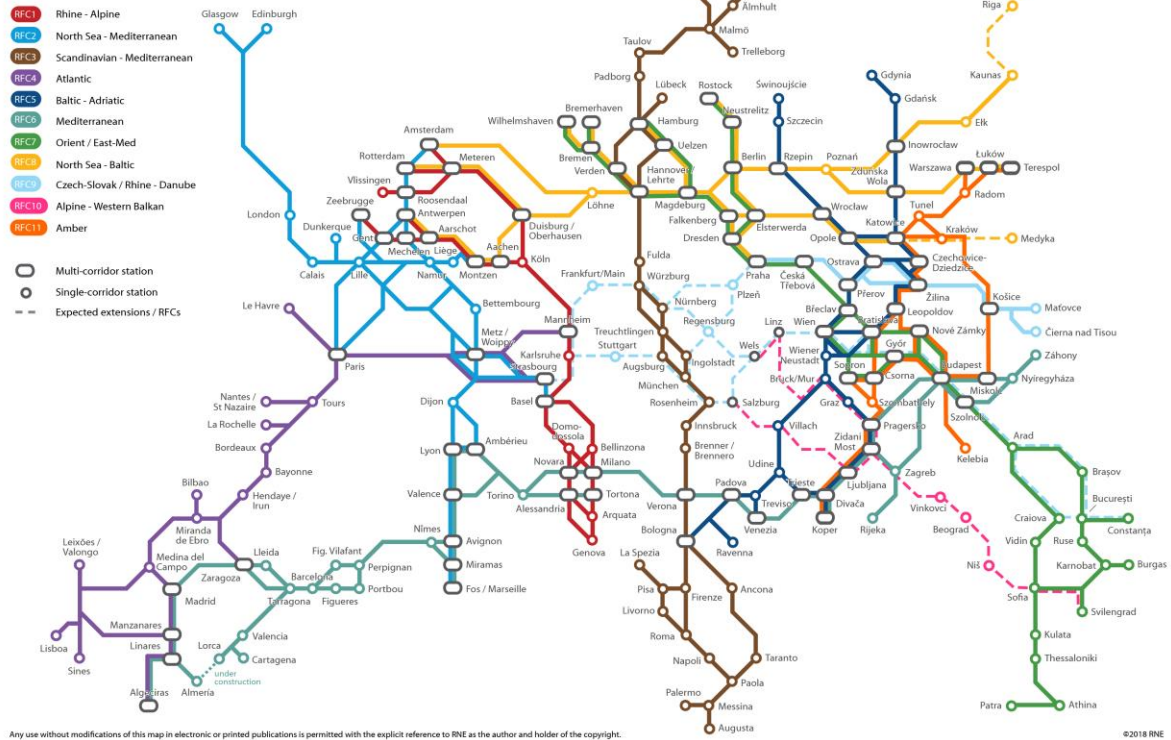 RFC1 Rhine - Alpine
RFC2 North Sea - Mediterranean
RFC3 Scandinavian - Mediterranean
RFC4 Atlantic
RFC5 Baltic - Adriatic
RFC6 Mediterranean
RFC7 Orient / East-Med
RFC8 North Sea - Baltic
RFC9 Czech-Slovak / Rhine - Danube
RFC10 Alpine - Western Balkan
RFC11 Amber
Multi-corridor station
Single-corridor station
Expected extensions / RFCs
Glasgow
Edinburgh
Älmhult
Malmö
Trelleborg
Taulov
Padborg
Lübeck
Rostock
Świnoujście
Gdynia
Riga
Kaunas
Gdańsk
Ełk
Szczecin
Neustrelitz
Bremerhaven
Wilhelmshaven
Hamburg
Bremen
Uelzen
Verden
Hannover /
Lehrte
Berlin
Rzepin
Poznań
Inowrocław
Zduńska
Wola
Warszawa
Łuków
Terespol
Radom
Amsterdam
Rotterdam
Meteren
Vlissingen
Roosendaal
Zeebrugge
Antwerpen
Aarschot
Gent
Mechelen
Liège
Aachen
Löhne
Duisburg /
Oberhausen
Magdeburg
Falkenberg
Elsterwerda
Dresden
Wrocław
Opole
Katowice
Tunel
Kraków
Medyka
London
Dunkerque
Calais
Lille
Namur
Montzen
Köln
Fulda
Frankfurt/Main
Würzburg
Praha
Česká
Třebová
Ostrava
Czechowice-
Dziedzice
Přerov
Žilina
Košice
Maťovce
Čierna nad Tisou
Le Havre
Bettembourg
Mannheim
Nürnberg
Plzeň
Treuchtlingen
Regensburg
Linz
Wien
Břeclav
Bratislava
Leopoldov
Nové Zámky
Metz /
Woippy
Karlsruhe
Stuttgart
Augsburg
Ingolstadt
Wels
Wiener
Neustadt
Sopron
Győr
Csorna
Budapest
Miskolc
Záhony
Nyíregyháza
Paris
Strasbourg
Basel
München
Rosenheim
Salzburg
Bruck/Mur
Graz
Szombathely
Szolnok
Nantes /
St Nazaire
Tours
La Rochelle
Bordeaux
Bayonne
Dijon
Domo-
dossola
Bellinzona
Innsbruck
Brenner /
Brennero
Villach
Pragersko
Zidani
Most
Kelebia
Arad
Lyon
Ambérieu
Novara
Milano
Udine
Trieste
Ljubljana
Zagreb
Brașov
București
Bilbao
Hendaye /
Irun
Valence
Torino
Alessandria
Tortona
Verona
Padova
Treviso
Venezia
Divača
Koper
Rijeka
Vinkovci
Beograd
Craiova
Constanța
Leixões /
Valongo
Miranda
de Ebro
Medina del
Campo
Lleida
Zaragoza
Fig. Vilafant
Perpignan
Nîmes
Avignon
Arquata
Genova
Bologna
Ravenna
Vidin
Ruse
Niš
Karnobat
Burgas
Madrid
Barcelona
Tarragona
Figueres
Portbou
Miramas
Fos / Marseille
La Spezia
Pisa
Firenze
Ancona
Sofia
Svilengrad
Manzanares
Linares
Lisboa
Sines
Lorca
Valencia
Cartagena
under
construction
Algeciras
Almería
Livorno
Roma
Napoli
Taranto
Paola
Palermo
Messina
Augusta
Kulata
Thessaloniki
Patra
Athina
Any use without modifications of this map in electronic or printed publications is permitted with the explicit reference to RNE as the author and holder of the copyright.
©2018 RNE